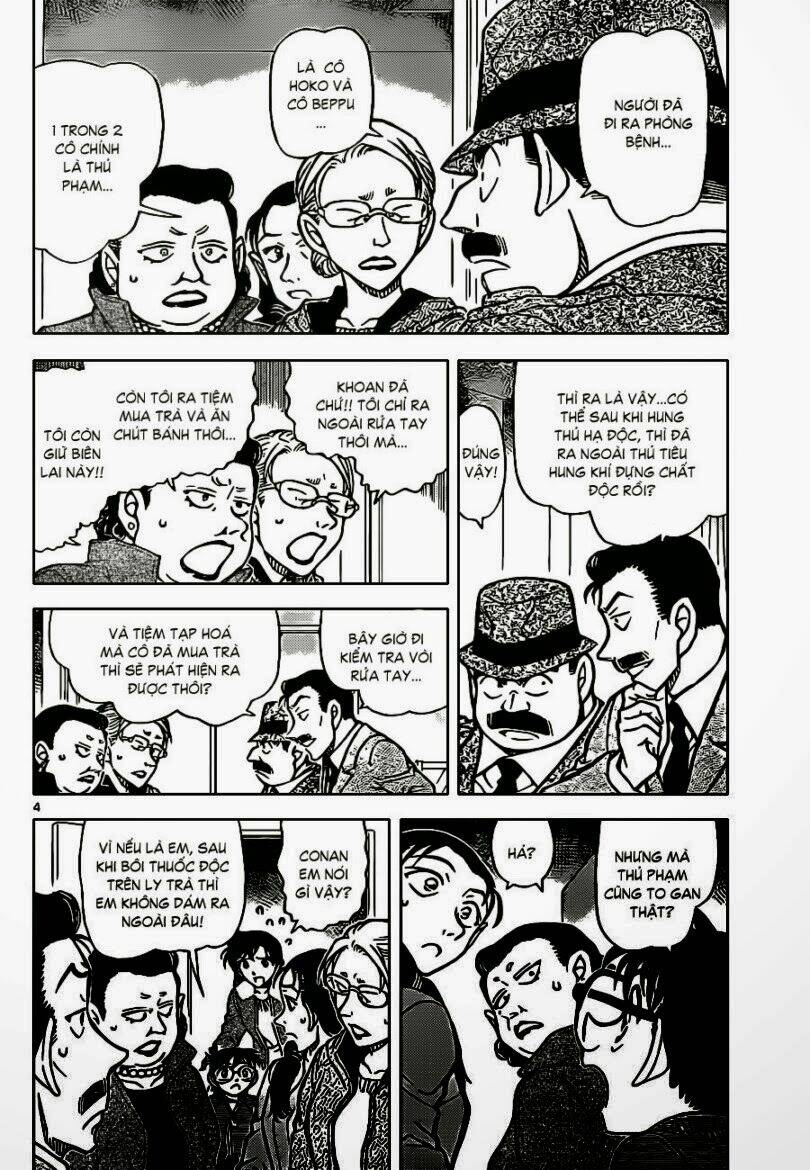 NGƯỜI ĐÃ
ĐI RA PHÒNG
BỆNH...
LÀ CÔ
HOKO VÀ
CÔ BEPPU
...
1 TRONG 2
CÔ CHÍNH
LÀ THỦ
PHẠM...
THÌ RA LÀ VẬY...CÓ
THỂ SAU KHI HUNG
THỦ HẠ ĐỘC, THÌ ĐÃ
RA NGOÀI THỦ TIÊU
HUNG KHÍ ĐỰNG CHẤT
ĐỘC RỒI?
ĐÚNG
VẬY!
KHOAN ĐÃ
CHỨ!! TÔI CHỈ RA
NGOÀI RỬA TAY
THÔI MÀ...
CÒN TÔI RA TIỆM
MUA TRÀ VÀ ĂN
CHÚT BÁNH THÔI...
TÔI CÒN
GIỮ BIÊN
LAI NÀY!!
BÂY GIỜ ĐI
KIỂM TRA VÒI
RỬA TAY...
VÀ TIỆM TẠP HOÁ
MÀ CÔ ĐÃ MUA TRÀ
THÌ SẼ PHÁT HIỆN RA
ĐƯỢC THÔI?
4
NHƯNG MÀ
THỦ PHẠM
CŨNG TO GAN
THẬT?
HẢ?
CONAN
EM NÓI
GÌ VẬY?
VÌ NẾU LÀ EM, SAU
KHI BÔI THUỐC ĐỘC
TRÊN LY TRÀ THÌ
EM KHÔNG DÁM RA
NGOÀI ĐÂU!